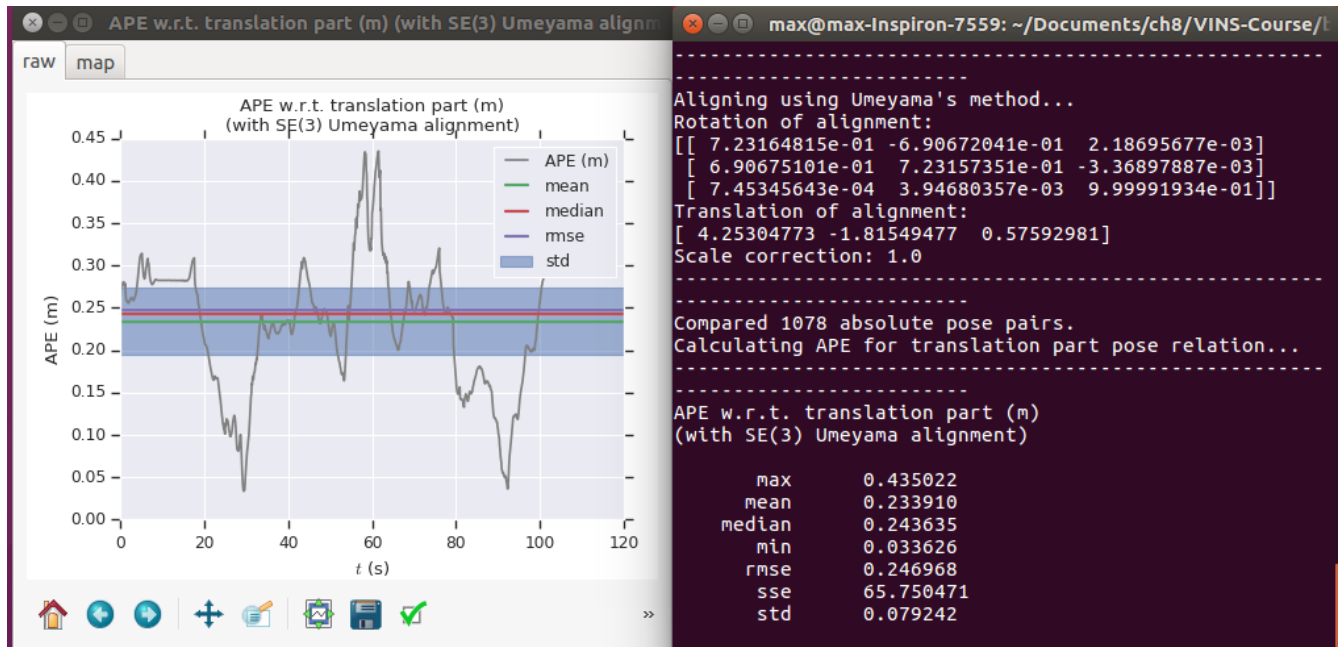 APE w.r.t. translation part (m) (with SE(3) Umeyama alignm
raw map
APE w.r.t. translation part (m)
(with SE(3) Umeyama alignment)
0.45
0.40
0.35
0.30
0.25
0.20
0.15
0.10
0.05
0.00
APE (m)
APE (m)
mean
median
rmse
std
0 20 40 60 80 100 120
t (s)
»
max@max-Inspiron-7559: ~/Documents/ch8/VINS-Course/b
-------------------------------------------------------
-------------------------
Aligning using Umeyama's method...
Rotation of alignment:
[[ 7.23164815e-01 -6.90672041e-01  2.18695677e-03]
 [ 6.90675101e-01  7.23157351e-01 -3.36897887e-03]
 [ 7.45345643e-04  3.94680357e-03  9.99991934e-01]]
Translation of alignment:
[ 4.25304773 -1.81549477  0.57592981]
Scale correction: 1.0
-------------------------------------------------------
-------------------------
Compared 1078 absolute pose pairs.
Calculating APE for translation part pose relation...
-------------------------------------------------------
-------------------------
APE w.r.t. translation part (m)
(with SE(3) Umeyama alignment)
max 0.435022
mean 0.233910
median 0.243635
min 0.033626
rmse 0.246968
sse 65.750471
std 0.079242